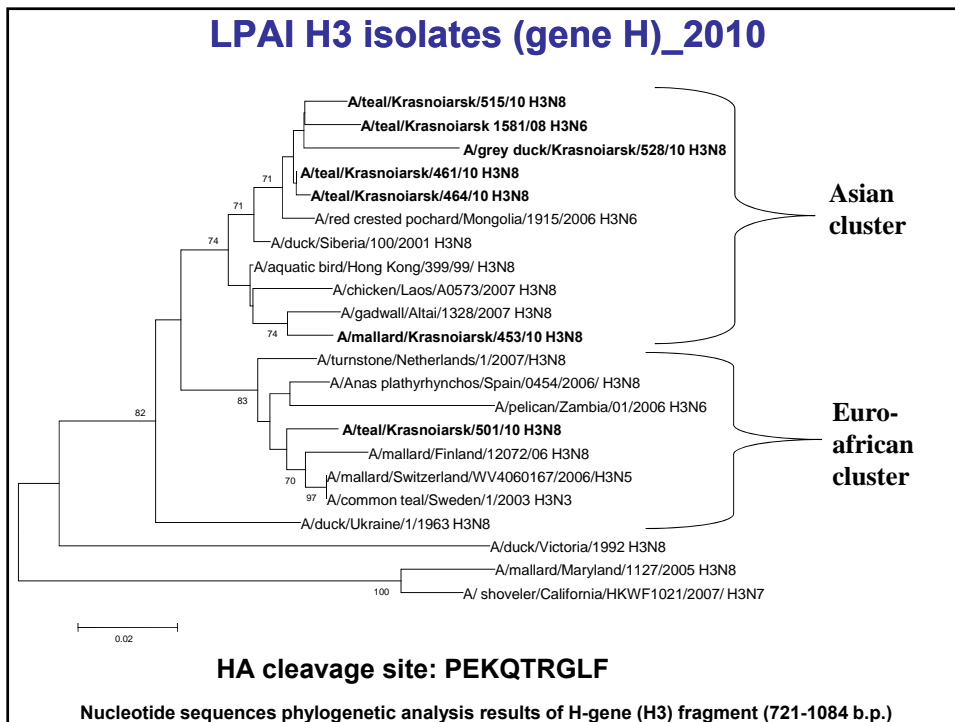 LPAI H3 isolates (gene H)_2010
A/teal/Krasnoiarsk/515/10 H3N8
A/teal/Krasnoiarsk 1581/08 H3N6
A/grey duck/Krasnoiarsk/528/10 H3N8
A/teal/Krasnoiarsk/461/10 H3N8
71
A/teal/Krasnoiarsk/464/10 H3N8
Asian
cluster
71
A/red crested pochard/Mongolia/1915/2006 H3N6
74
A/duck/Siberia/100/2001 H3N8
A/aquatic bird/Hong Kong/399/99/ H3N8
A/chicken/Laos/A0573/2007 H3N8
A/gadwall/Altai/1328/2007 H3N8
74
A/mallard/Krasnoiarsk/453/10 H3N8
A/turnstone/Netherlands/1/2007/H3N8
A/Anas plathyrhynchos/Spain/0454/2006/ H3N8
83
A/pelican/Zambia/01/2006 H3N6
82
A/teal/Krasnoiarsk/501/10 H3N8
Euro-
african
cluster
A/mallard/Finland/12072/06 H3N8
70
A/mallard/Switzerland/WV4060167/2006/H3N5
97
A/common teal/Sweden/1/2003 H3N3
A/duck/Ukraine/1/1963 H3N8
A/duck/Victoria/1992 H3N8
A/mallard/Maryland/1127/2005 H3N8
100
A/ shoveler/California/HKWF1021/2007/ H3N7
0.02
HA cleavage site: PEKQTRGLF
Nucleotide sequences phylogenetic analysis results of H-gene (H3) fragment (721-1084 b.p.)